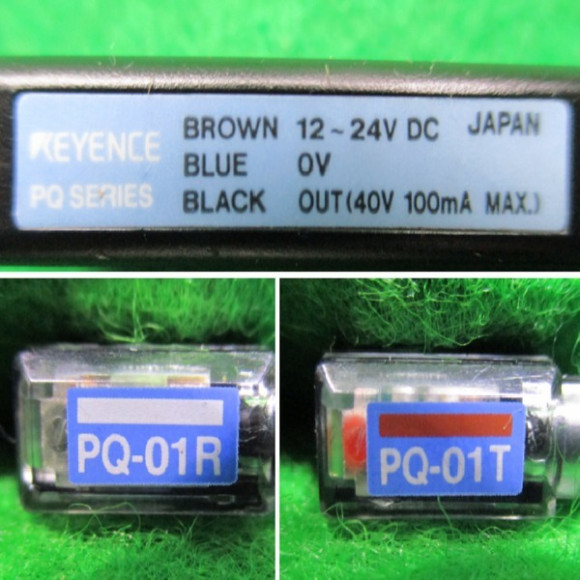 KEYENCE
PQ SERIES
BROWN 12~24V DC JAPAN
BLUE 0V
BLACK OUT(40V 100mA MAX.)
PQ-01R
PQ-01T